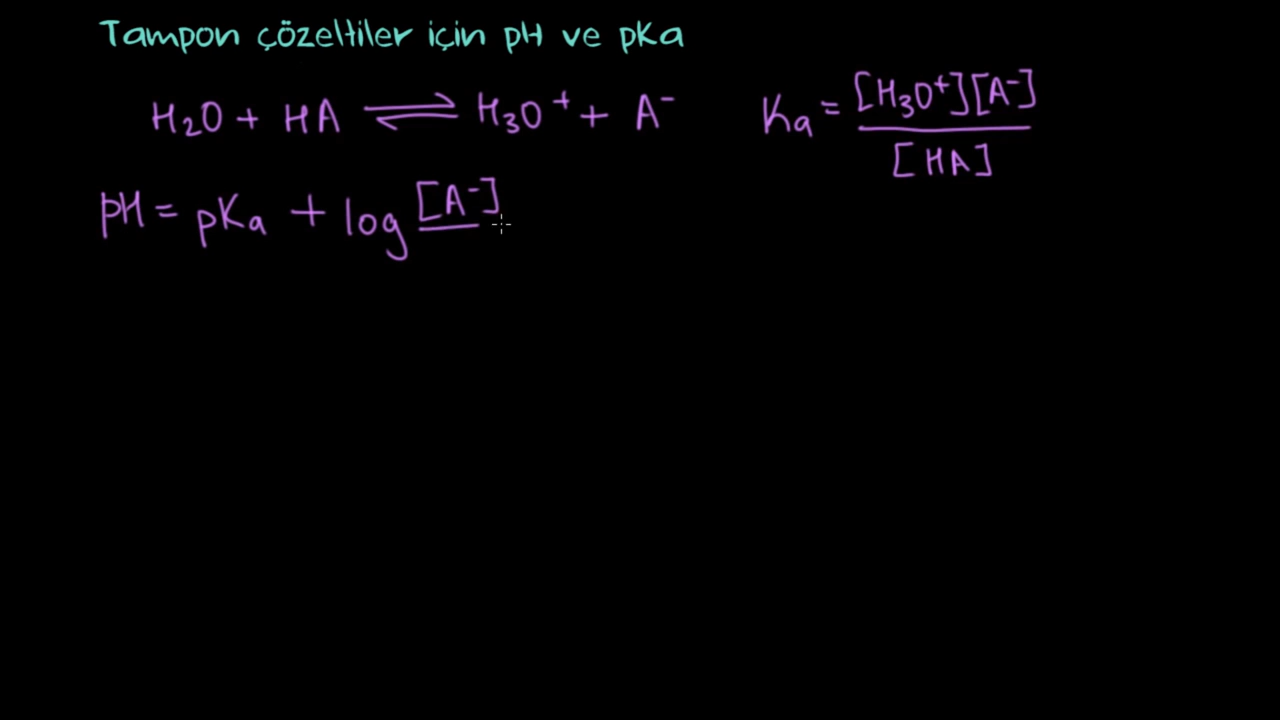 Tampon çözeltiler için pH ve pKa
H₂O + HA ⇌ H₃O⁺ + A⁻
Ka = [H₃O⁺][A⁻] / [HA]
pH = pKa + log [A⁻]